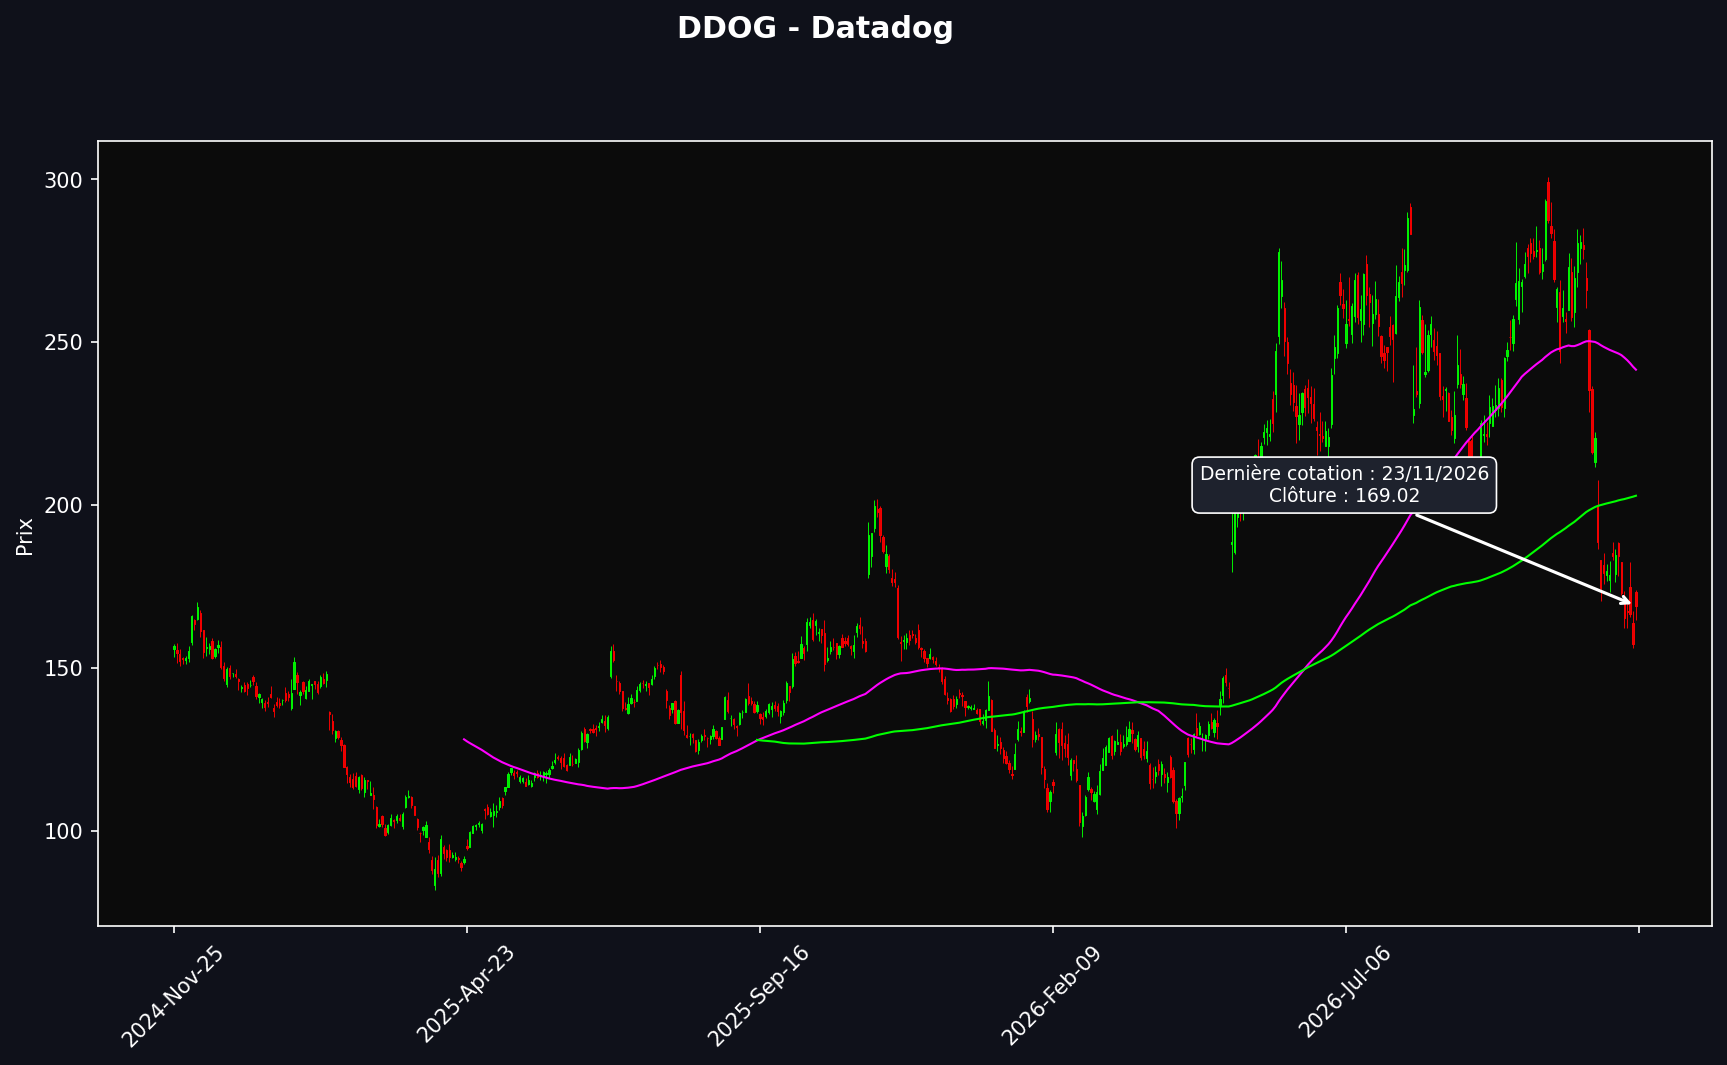 DDOG - Datadog
Prix
300
250
200
150
100
Dernière cotation : 23/11/2026
Clôture : 169.02
2024-Nov-25
2025-Apr-23
2025-Sep-16
2026-Feb-09
2026-Jul-06